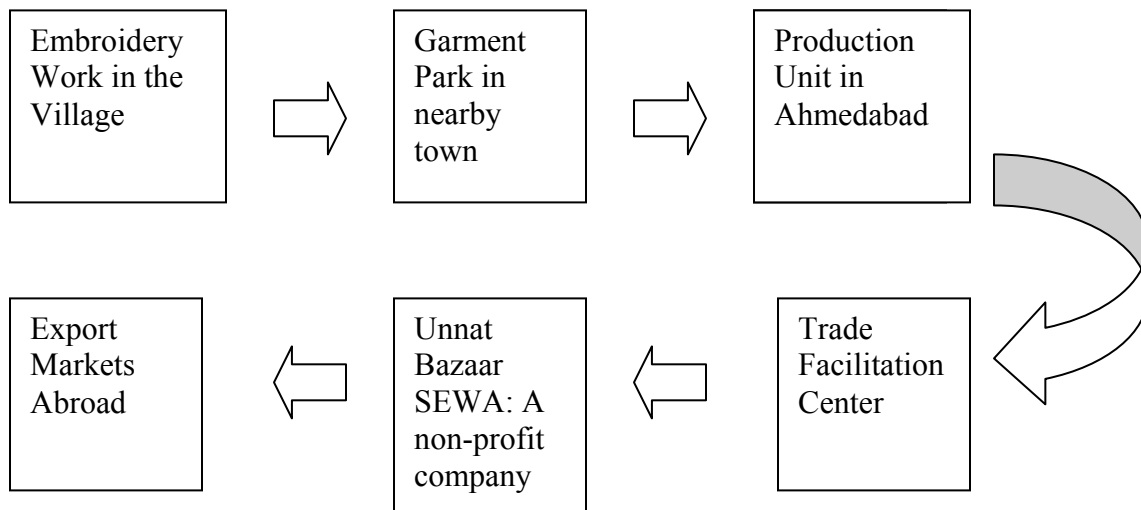 Embroidery
Work in the
Village
Garment
Park in
nearby
town
Production
Unit in
Ahmedabad
Trade
Facilitation
Center
Unnat
Bazaar
SEWA: A
non-profit
company
Export
Markets
Abroad